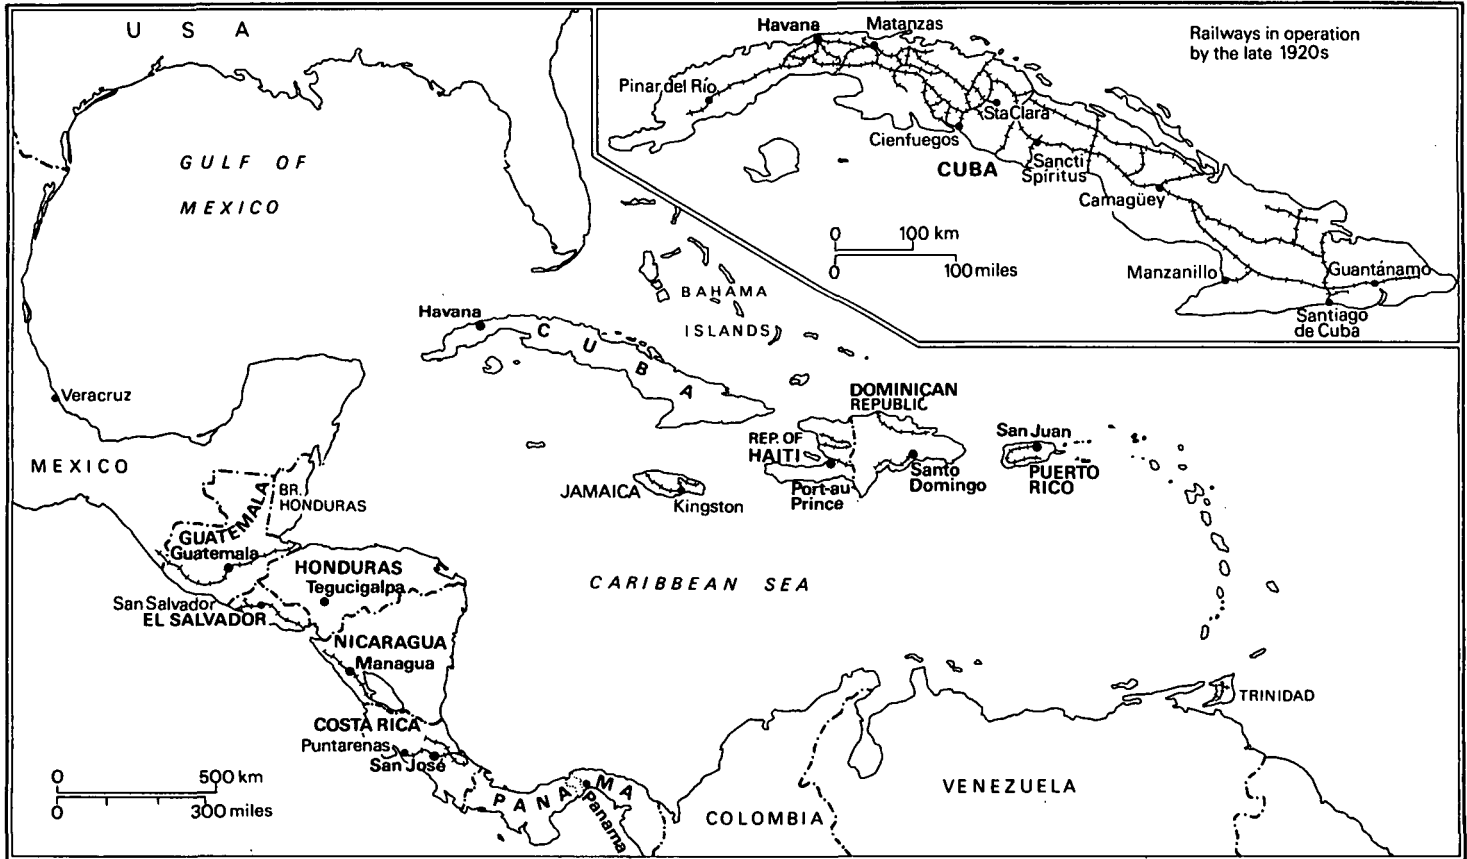 U S A
GULF OF
MEXICO
Havana
Matanzas
Railways in operation
by the late 1920s
Pinar del Río
Sta Clara
Cienfuegos
CUBA
Sancti
Spíritus
Camagüey
0 100 km
0 100 miles
Manzanillo
Guantánamo
Santiago
de Cuba
BAHAMA
ISLANDS
Havana
CUBA
Veracruz
MEXICO
DOMINICAN
REPUBLIC
REP. OF
HAITI
Port-au
Prince
Santo
Domingo
San Juan
PUERTO
RICO
JAMAICA
Kingston
BR.
HONDURAS
GUATEMALA
Guatemala
HONDURAS
Tegucigalpa
CARIBBEAN SEA
San Salvador
EL SALVADOR
NICARAGUA
Managua
COSTA RICA
Puntarenas
San José
TRINIDAD
0 500 km
0 300 miles
PANAMA
Panama
COLOMBIA
VENEZUELA